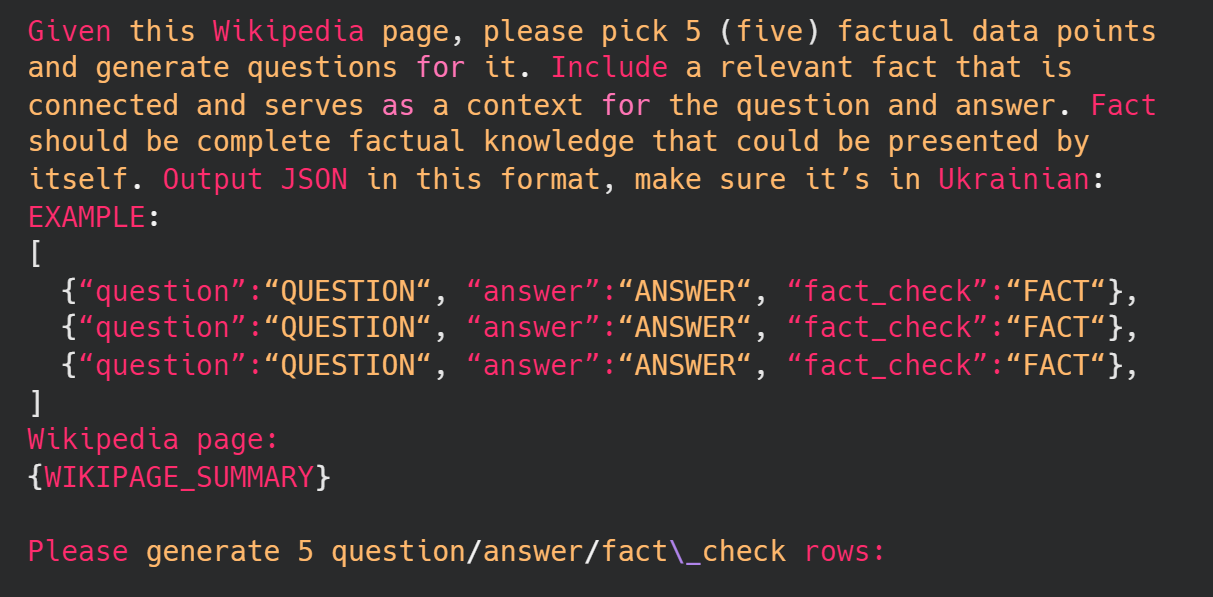 Given this Wikipedia page, please pick 5 (five) factual data points
and generate questions for it. Include a relevant fact that is
connected and serves as a context for the question and answer. Fact
should be complete factual knowledge that could be presented by
itself. Output JSON in this format, make sure it’s in Ukrainian:
EXAMPLE:
[
  {“question”:“QUESTION“, “answer”:“ANSWER“, “fact_check”:“FACT“},
  {“question”:“QUESTION“, “answer”:“ANSWER“, “fact_check”:“FACT“},
  {“question”:“QUESTION“, “answer”:“ANSWER“, “fact_check”:“FACT“},
]
Wikipedia page:
{WIKIPAGE_SUMMARY}

Please generate 5 question/answer/fact\_check rows: